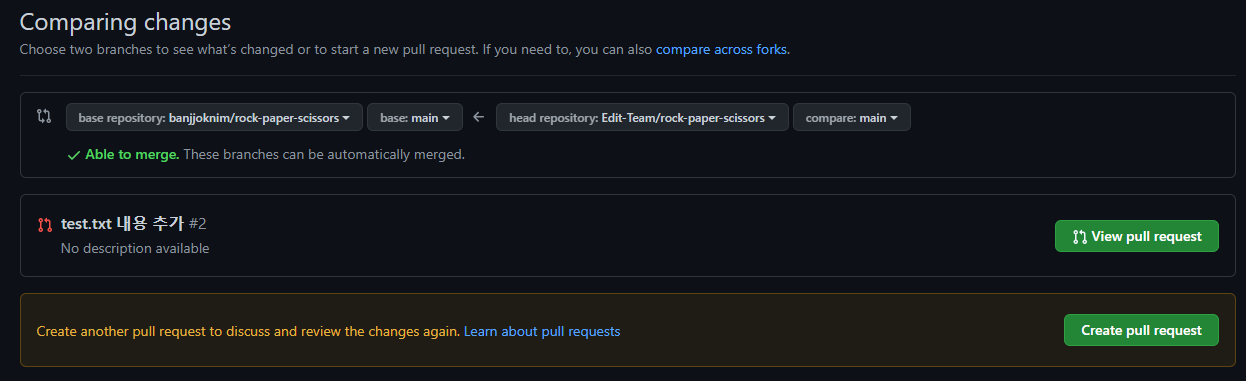 Comparing changes
Choose two branches to see what's changed or to start a new pull request. If you need to, you can also compare across forks.
base repository: banjjoknim/rock-paper-scissors base: main head repository: Edit-Team/rock-paper-scissors compare: main
Able to merge. These branches can be automatically merged.
test.txt 내용 추가 #2
No description available
View pull request
Create another pull request to discuss and review the changes again. Learn about pull requests
Create pull request